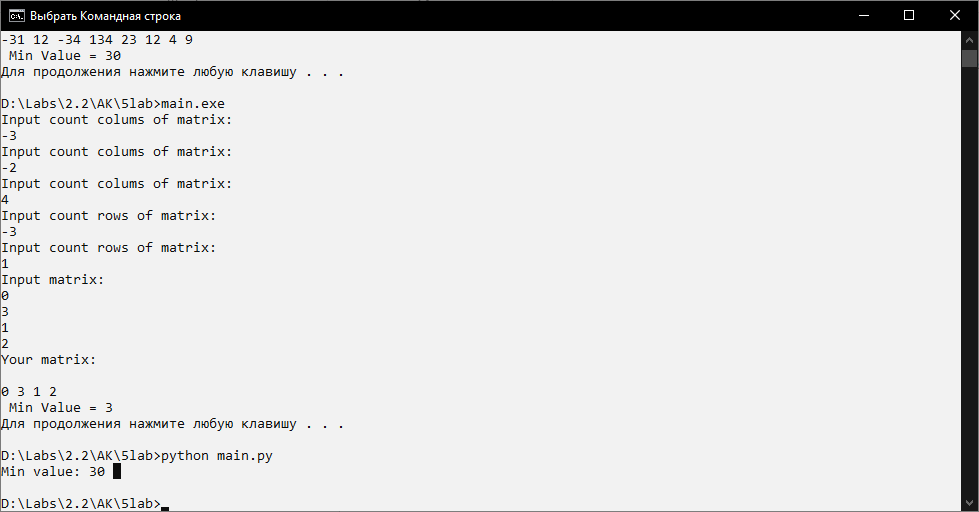 Выбрать Командная строка
-31 12 -34 134 23 12 4 9
Min Value = 30
Для продолжения нажмите любую клавишу . . .
D:\Labs\2.2\AK\5lab>main.exe
Input count colums of matrix:
-3
Input count colums of matrix:
-2
Input count colums of matrix:
4
Input count rows of matrix:
-3
Input count rows of matrix:
1
Input matrix:
0
3
1
2
Your matrix:
0 3 1 2
Min Value = 3
Для продолжения нажмите любую клавишу . . .
D:\Labs\2.2\AK\5lab>python main.py
Min value: 30
D:\Labs\2.2\AK\5lab>